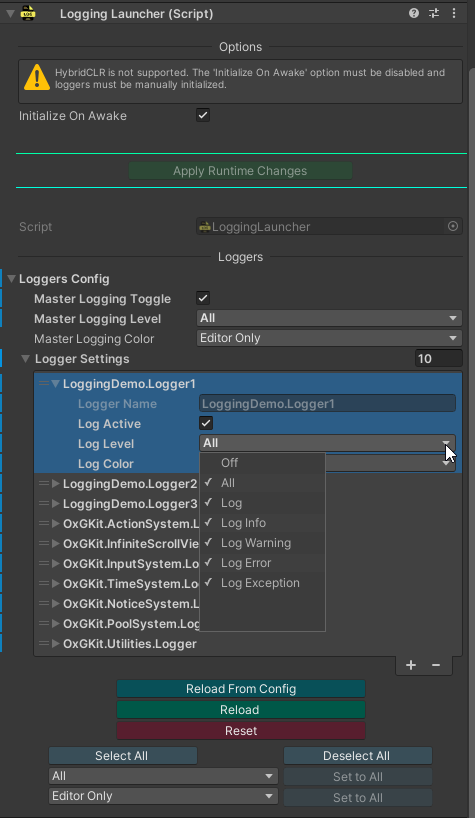 Logging Launcher (Script)
Options
HybridCLR is not supported. The 'Initialize On Awake' option must be disabled and
loggers must be manually initialized.
Initialize On Awake
Apply Runtime Changes
Script
LoggingLauncher
Loggers
Loggers Config
Master Logging Toggle
Master Logging Level
All
Master Logging Color
Editor Only
Logger Settings
10
LoggingDemo.Logger1
Logger Name
LoggingDemo.Logger1
Log Active
Log Level
All
Log Color
Off
All
Log
Log Info
Log Warning
Log Error
Log Exception
LoggingDemo.Logger2
LoggingDemo.Logger3
OxGKit.ActionSystem.L
OxGKit.InfiniteScrollVie
OxGKit.InputSystem.Lo
OxGKit.TimeSystem.Lo
OxGKit.NoticeSystem.L
OxGKit.PoolSystem.Log
OxGKit.Utilities.Logger
+ −
Reload From Config
Reload
Reset
Select All
Deselect All
All
Set to All
Editor Only
Set to All